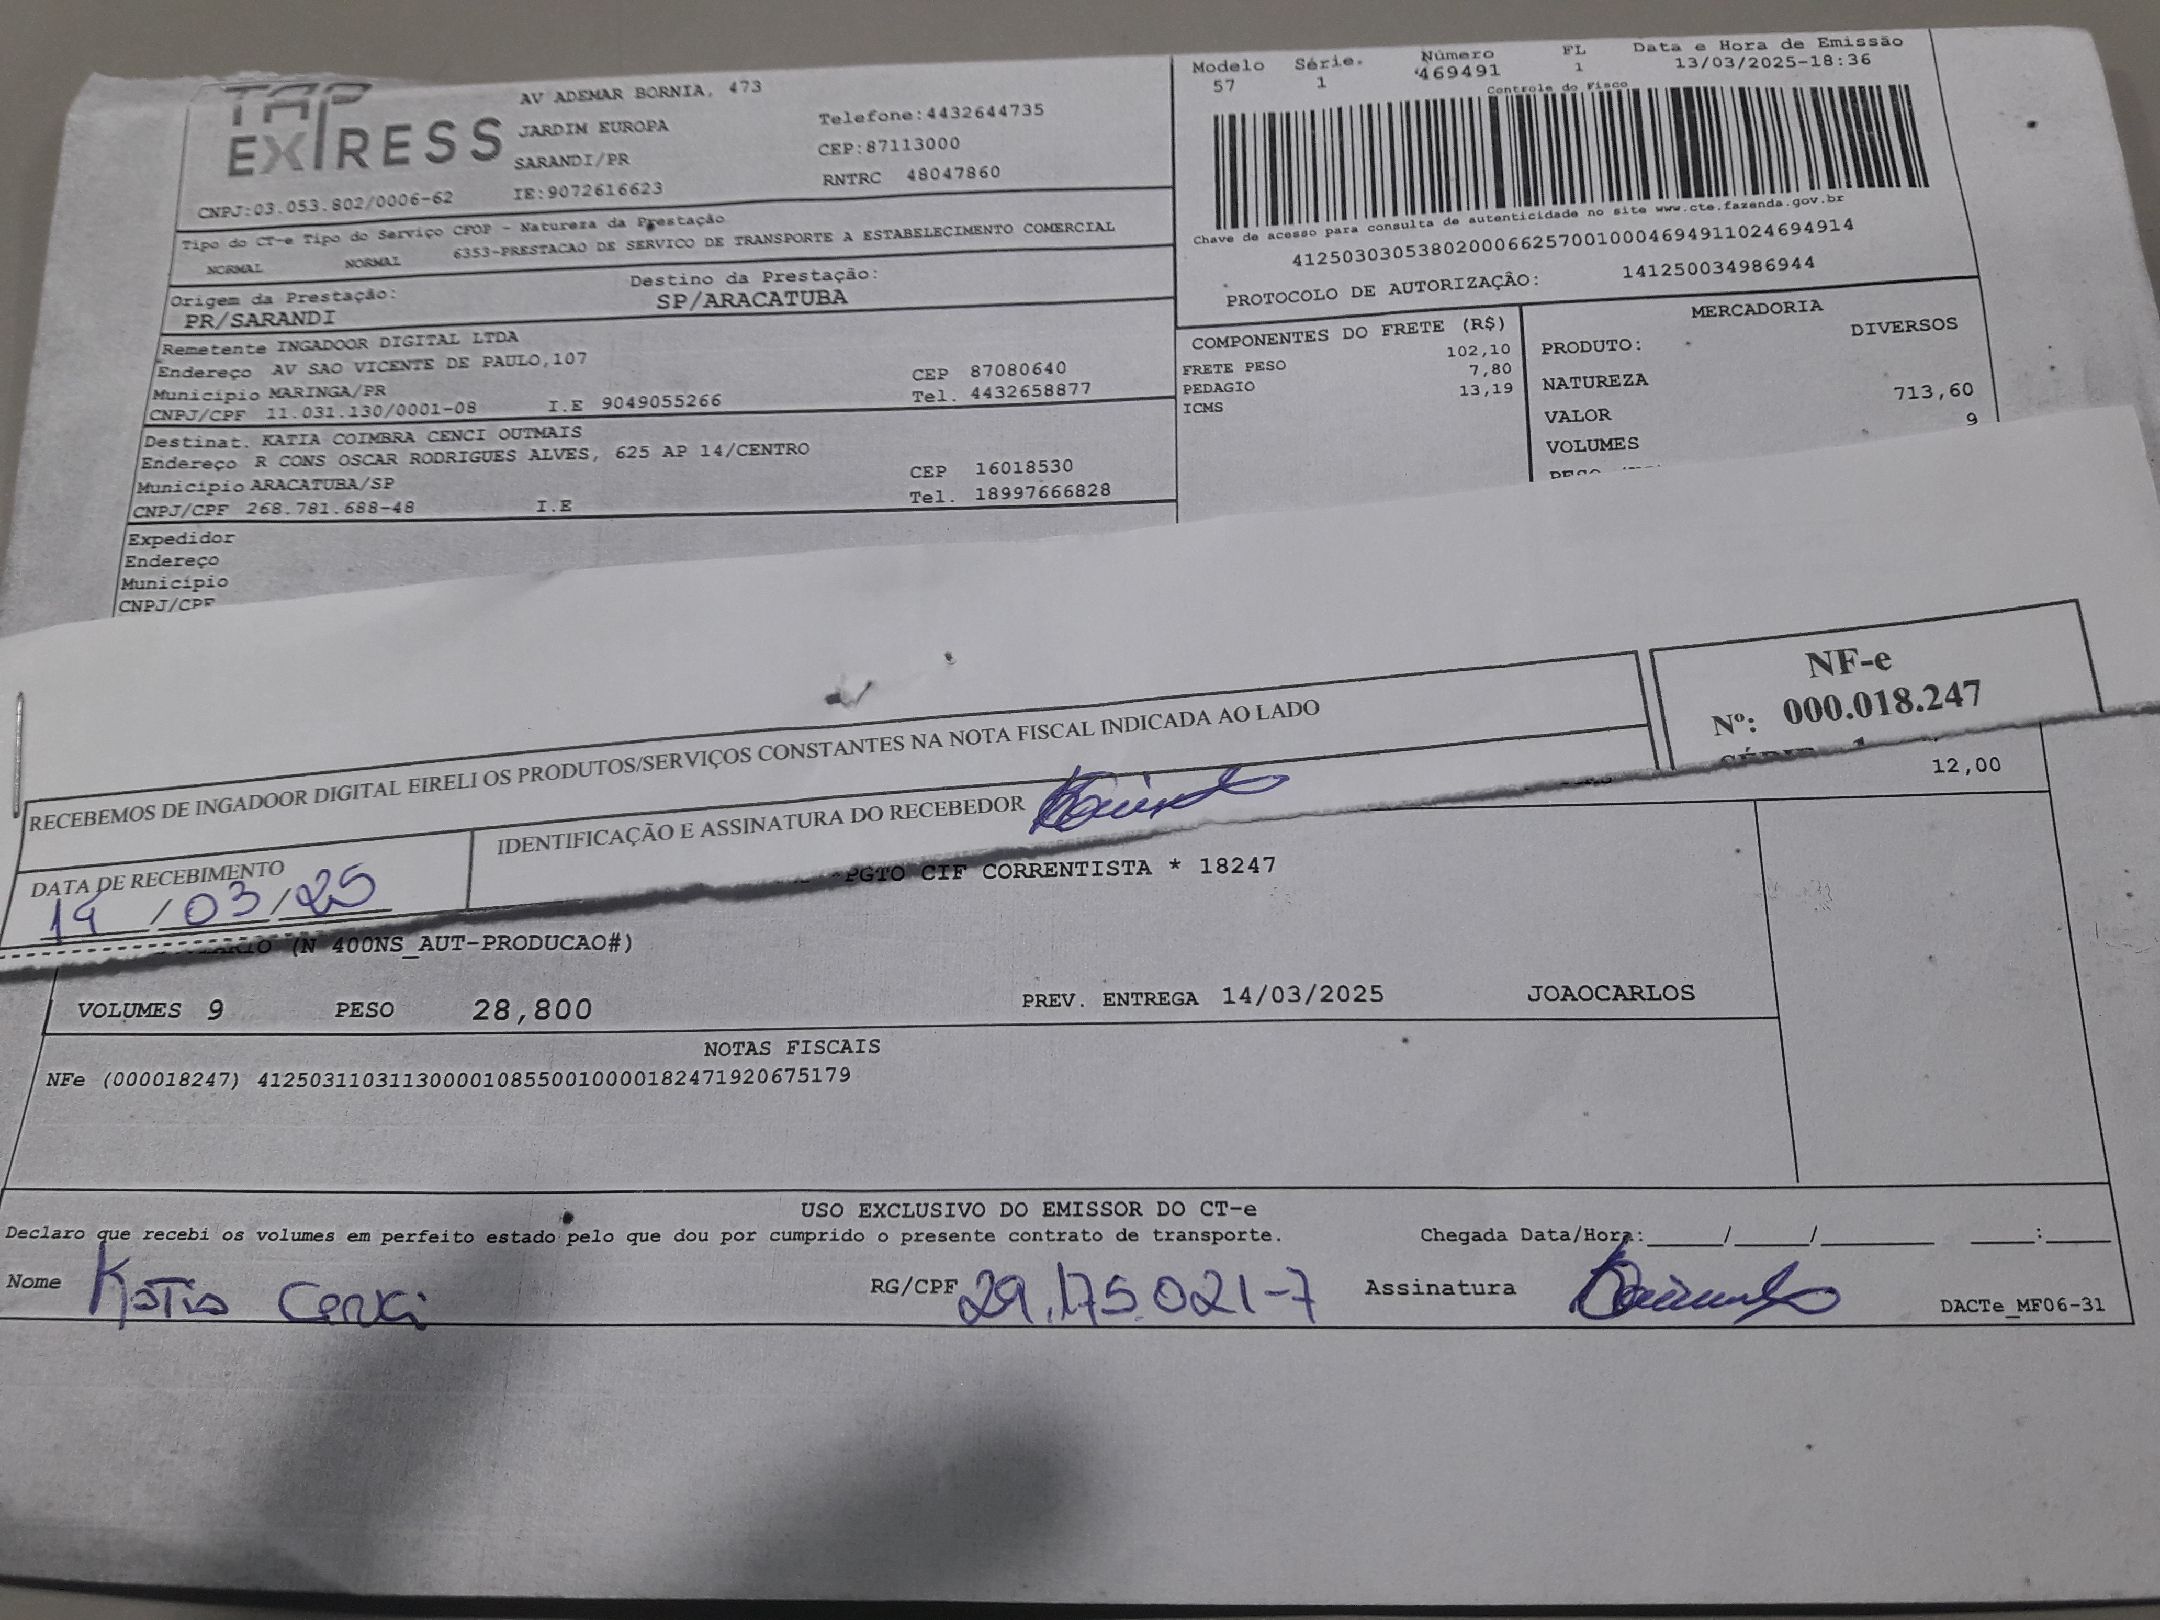 TAP EXPRESS
AV ADEMAR BORNIA, 473
JARDIM EUROPA
SARANDI/PR
IE:9072616623
Telefone:4432644735
CEP:87113000
RNTRC 48047860
CNPJ:03.053.802/0006-62
Modelo Série. Número FL Data e Hora de Emissão
57 1 469491 1 13/03/2025-18:36
Controle do Fisco
Chave de acesso para consulta de autenticidade no site www.cte.fazenda.gov.br
41250303053802000662570010004694911024694914
PROTOCOLO DE AUTORIZAÇÃO: 141250034986944
Tipo do CT-e Tipo do Serviço CFOP - Natureza da Prestação
NORMAL NORMAL 6353-PRESTACAO DE SERVICO DE TRANSPORTE A ESTABELECIMENTO COMERCIAL
Origem da Prestação: Destino da Prestação:
PR/SARANDI SP/ARACATUBA
Remetente INGADOOR DIGITAL LTDA
Endereço AV SAO VICENTE DE PAULO,107 CEP 87080640
Município MARINGA/PR Tel. 4432658877
CNPJ/CPF 11.031.130/0001-08 I.E 9049055266
Destinat. KATIA COIMBRA CENCI OUTMAIS
Endereço R CONS OSCAR RODRIGUES ALVES, 625 AP 14/CENTRO CEP 16018530
Município ARACATUBA/SP Tel. 18997666828
CNPJ/CPF 268.781.688-48 I.E
Expedidor
Endereço
Município
CNPJ/CPF
COMPONENTES DO FRETE (R$)
FRETE PESO 102,10
PEDAGIO 7,80
ICMS 13,19
MERCADORIA
PRODUTO: DIVERSOS
NATUREZA
VALOR 713,60
VOLUMES 9
NF-e
Nº: 000.018.247
RECEBEMOS DE INGADOOR DIGITAL EIRELI OS PRODUTOS/SERVIÇOS CONSTANTES NA NOTA FISCAL INDICADA AO LADO
DATA DE RECEBIMENTO
19/03/25
IDENTIFICAÇÃO E ASSINATURA DO RECEBEDOR
12,00
PGTO CIF CORRENTISTA * 18247
(N 400NS_AUT-PRODUCAO#)
VOLUMES 9 PESO 28,800 PREV. ENTREGA 14/03/2025 JOAOCARLOS
NOTAS FISCAIS
NFe (000018247) 41250311031130000108550010000182471920675179
USO EXCLUSIVO DO EMISSOR DO CT-e
Declaro que recebi os volumes em perfeito estado pelo que dou por cumprido o presente contrato de transporte. Chegada Data/Hora:____/____/______ ___:___
Nome Katia Cenci RG/CPF 29.175.021-7 Assinatura
DACTe_MF06-31